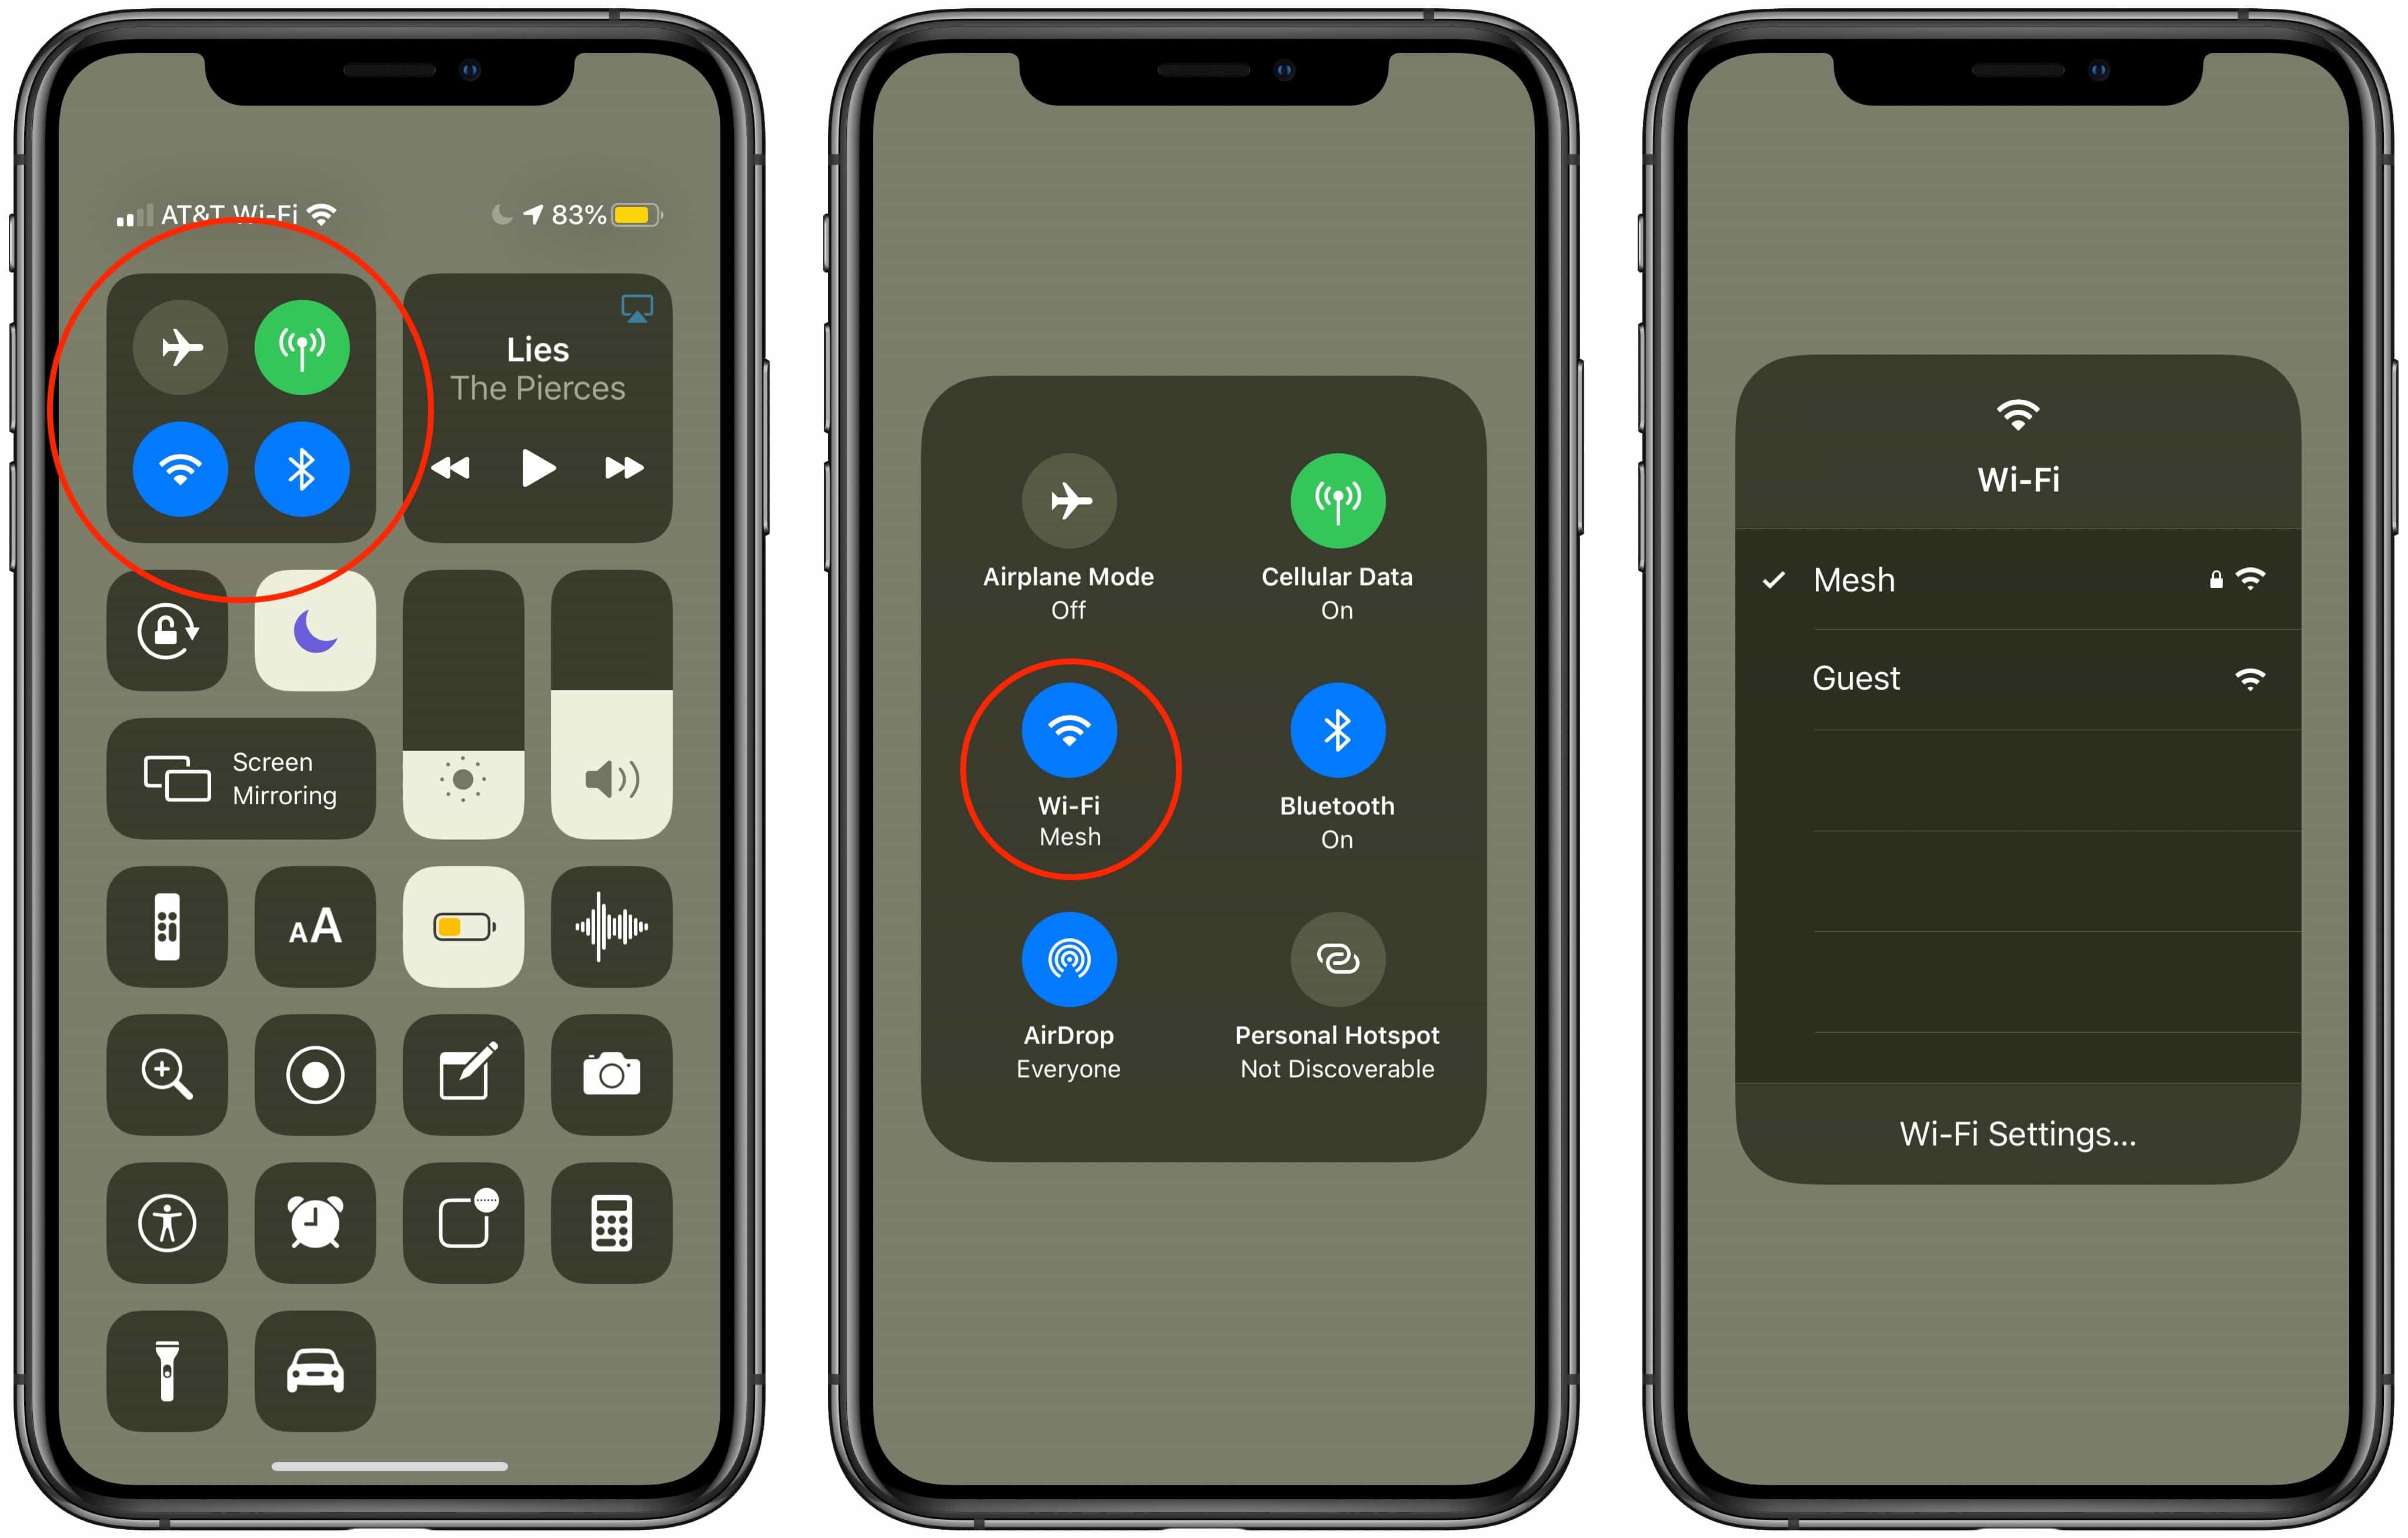 AT&T Wi-Fi
83%
Lies
The Pierces
Screen
Mirroring
AA
Airplane Mode
Off
Cellular Data
On
Wi-Fi
Mesh
Bluetooth
On
AirDrop
Everyone
Personal Hotspot
Not Discoverable
Wi-Fi
Mesh
Guest
Wi-Fi Settings...